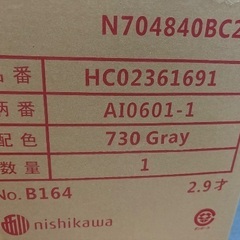 N704840BC2
品番 HC02361691
柄番 AI0601-1
配色 730 Gray
数量 1
No. B164 2.9才
nishikawa